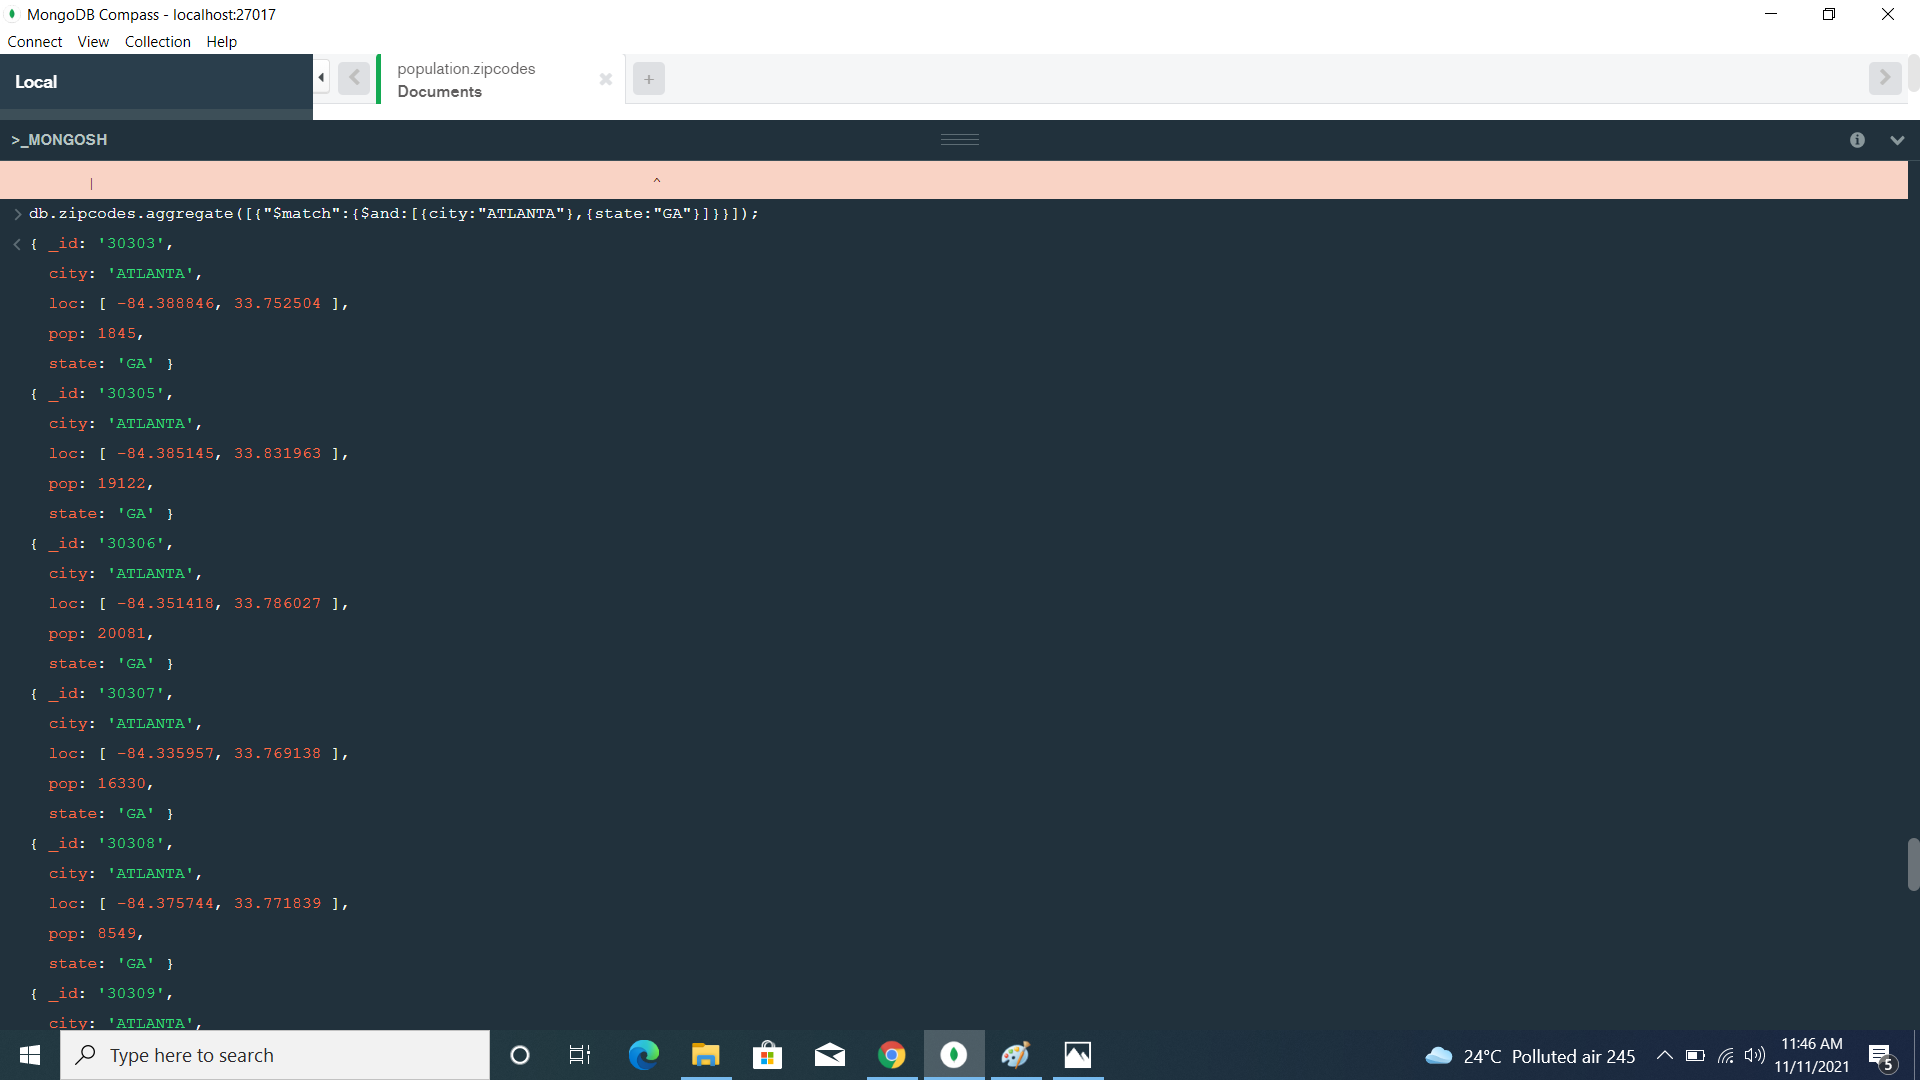 MongoDB Compass - localhost:27017
Connect View Collection Help
Local
population.zipcodes
Documents
+
>_MONGOSH
| ^
> db.zipcodes.aggregate([{"$match":{$and:[{city:"ATLANTA"},{state:"GA"}]}}]);
< { _id: '30303',
city: 'ATLANTA',
loc: [ -84.388846, 33.752504 ],
pop: 1845,
state: 'GA' }
{ _id: '30305',
city: 'ATLANTA',
loc: [ -84.385145, 33.831963 ],
pop: 19122,
state: 'GA' }
{ _id: '30306',
city: 'ATLANTA',
loc: [ -84.351418, 33.786027 ],
pop: 20081,
state: 'GA' }
{ _id: '30307',
city: 'ATLANTA',
loc: [ -84.335957, 33.769138 ],
pop: 16330,
state: 'GA' }
{ _id: '30308',
city: 'ATLANTA',
loc: [ -84.375744, 33.771839 ],
pop: 8549,
state: 'GA' }
{ _id: '30309',
city: 'ATLANTA',
Type here to search
24°C Polluted air 245
11:46 AM
11/11/2021
5